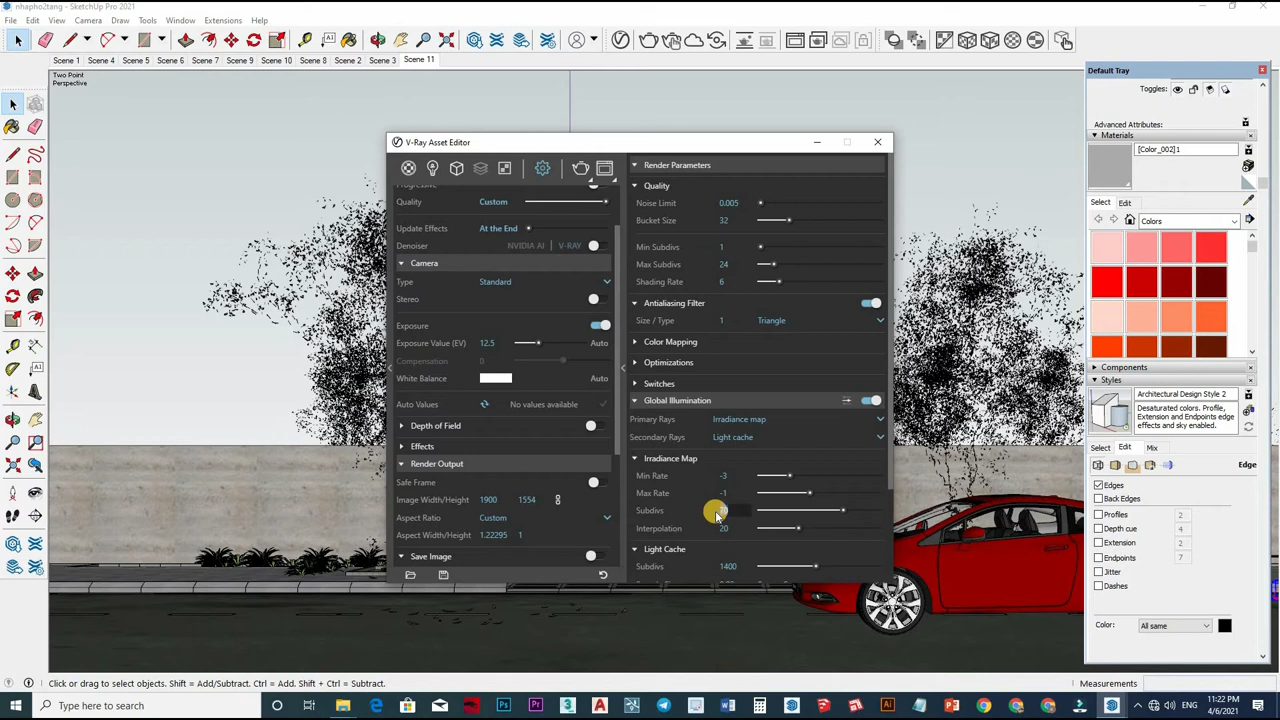 nhapho2tang - SketchUp Pro 2021
File Edit View Camera Draw Tools Window Extensions Help
Scene 1 Scene 4 Scene 5 Scene 6 Scene 7 Scene 9 Scene 10 Scene 8 Scene 2 Scene 3 Scene 11
Two Point
Perspective
V-Ray Asset Editor
Progressive
Quality Custom
Update Effects At the End
Denoiser NVIDIA AI | V-RAY
Camera
Type Standard
Stereo
Exposure
Exposure Value (EV) 12.5 Auto
Compensation 0
White Balance Auto
Auto Values No values available
Depth of Field
Effects
Render Output
Safe Frame
Image Width/Height 1900 1554
Aspect Ratio Custom
Aspect Width/Height 1.22295 1
Save Image
Render Parameters
Quality
Noise Limit 0.005
Bucket Size 32
Min Subdivs 1
Max Subdivs 24
Shading Rate 6
Antialiasing Filter
Size / Type 1 Triangle
Color Mapping
Optimizations
Switches
Global Illumination
Primary Rays Irradiance map
Secondary Rays Light cache
Irradiance Map
Min Rate -3
Max Rate -1
Subdivs
Interpolation 20
Light Cache
Subdivs 1400
Default Tray
Toggles:
Advanced Attributes:
Materials
[Color_002]1
Select Edit
Colors
Components
Styles
Architectural Design Style 2
Desaturated colors. Profile, Extension, and Endpoints edge effects and sky enabled.
Select Edit Mix
Edge
Edges
Back Edges
Profiles 2
Depth cue 4
Extension 2
Endpoints 7
Jitter
Dashes
Color: All same
Click or drag to select objects. Shift = Add/Subtract. Ctrl = Add. Shift + Ctrl = Subtract.
Measurements
Type here to search
11:22 PM
4/6/2021